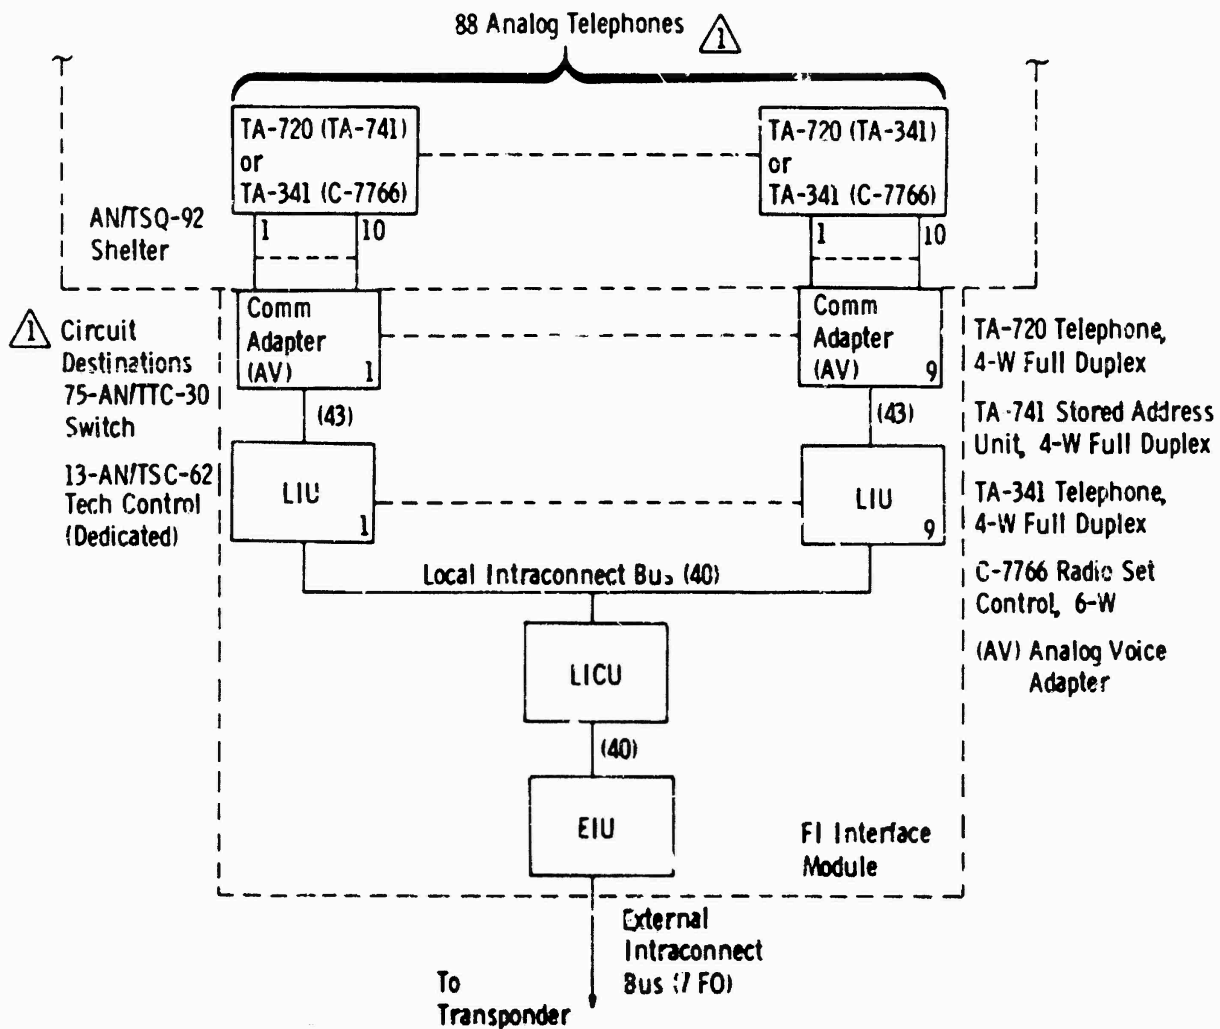 88 Analog Telephones 1
TA-720 (TA-741)
or
TA-341 (C-7766)
TA-720 (TA-341)
or
TA-341 (C-7766)
AN/TSQ-92
Shelter
1 10
1 10
Comm
Adapter
(AV) 1
Comm
Adapter
(AV) 9
1 Circuit
Destinations
75-AN/TTC-30
Switch
13-AN/TSC-62
Tech Control
(Dedicated)
(43)
(43)
LIU
1
LIU
9
Local Intraconnect Bus (40)
LICU
(40)
EIU
FI Interface
Module
TA-720 Telephone,
4-W Full Duplex
TA-741 Stored Address
Unit, 4-W Full Duplex
TA-341 Telephone,
4-W Full Duplex
C-7766 Radio Set
Control, 6-W
(AV) Analog Voice
Adapter
External
Intraconnect
Bus (7 FO)
To
Transponder